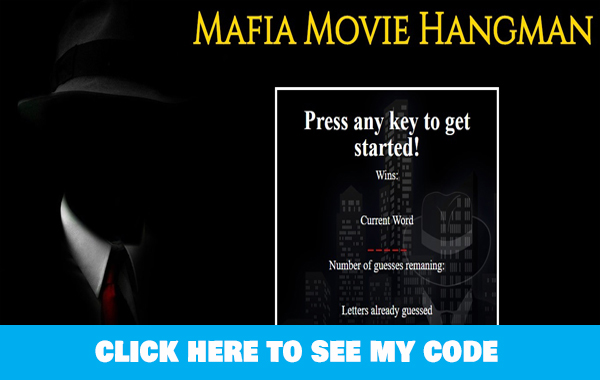 MAFIA MOVIE HANGMAN
Press any key to get
started!
Wins:
Current Word
_ _ _ _ _
Number of guesses remaning:
Letters already guessed
CLICK HERE TO SEE MY CODE